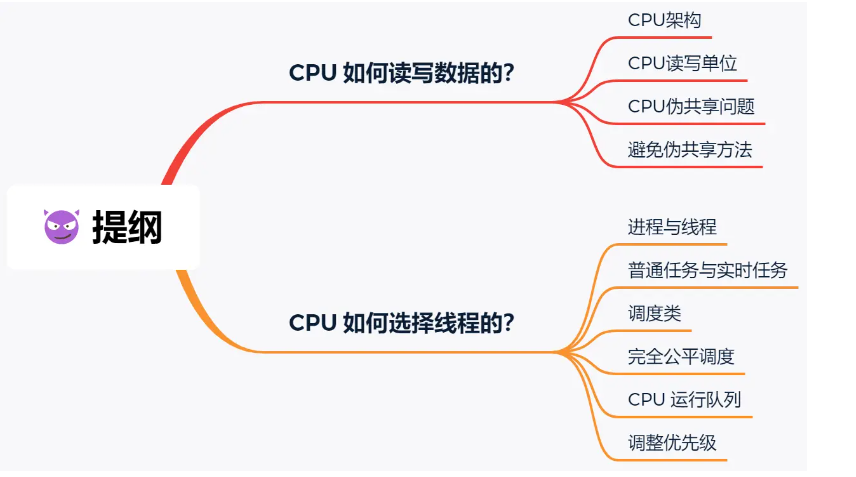 提纲
CPU 如何读写数据的？
CPU架构
CPU读写单位
CPU伪共享问题
避免伪共享方法
CPU 如何选择线程的？
进程与线程
普通任务与实时任务
调度类
完全公平调度
CPU 运行队列
调整优先级